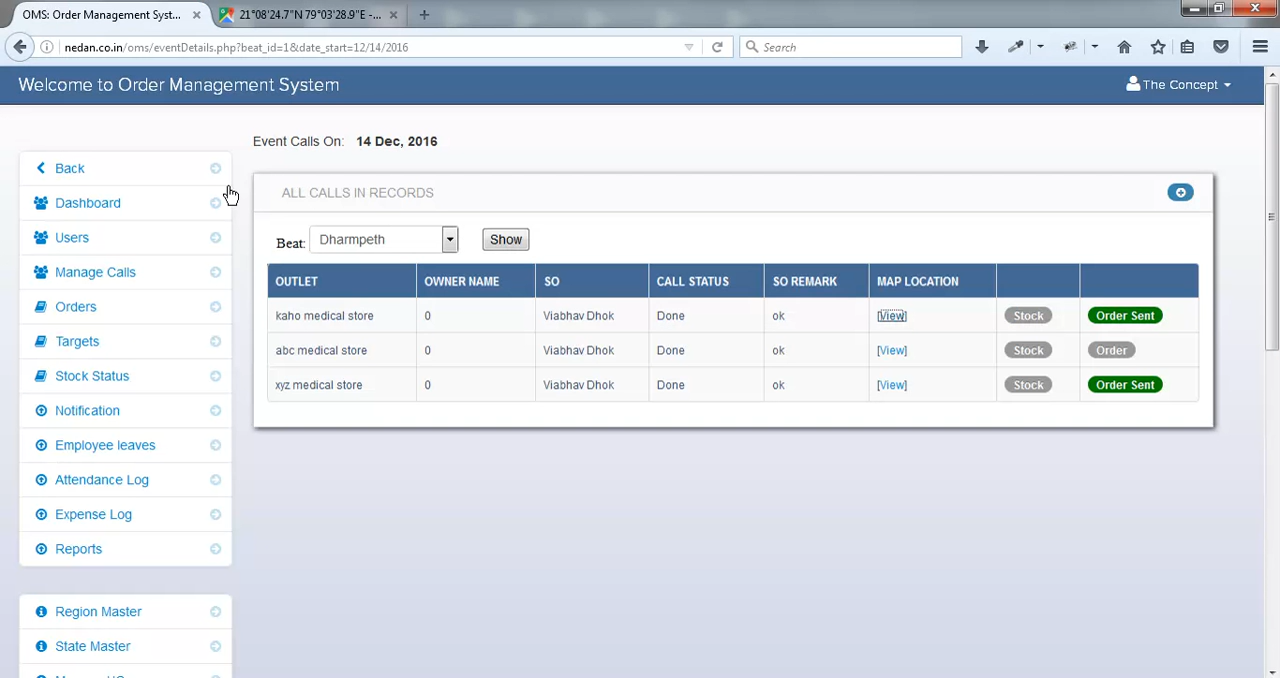 OMS: Order Management Syst...
21°08'24.7"N 79°03'28.9"E -...
nedan.co.in/oms/eventDetails.php?beat_id=1&date_start=12/14/2016
Search
Welcome to Order Management System
The Concept
Event Calls On: 14 Dec, 2016
Back
Dashboard
Users
Manage Calls
Orders
Targets
Stock Status
Notification
Employee leaves
Attendance Log
Expense Log
Reports
Region Master
State Master
ALL CALLS IN RECORDS
Beat: Dharmpeth Show
OUTLET OWNER NAME SO CALL STATUS SO REMARK MAP LOCATION
kaho medical store 0 Viabhav Dhok Done ok [View] Stock Order Sent
abc medical store 0 Viabhav Dhok Done ok [View] Stock Order
xyz medical store 0 Viabhav Dhok Done ok [View] Stock Order Sent